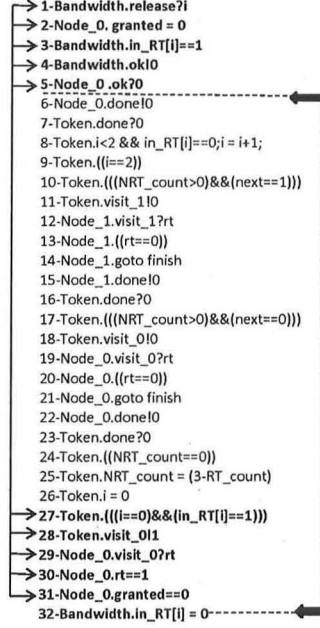 1-Bandwidth.release?i
2-Node_0. granted = 0
3-Bandwidth.in_RT[i]==1
4-Bandwidth.ok!0
5-Node_0 .ok?0
6-Node_0.done!0
7-Token.done?0
8-Token.i<2 && in_RT[i]==0;i = i+1;
9-Token.((i==2))
10-Token.(((NRT_count>0)&&(next==1)))
11-Token.visit_1!0
12-Node_1.visit_1?rt
13-Node_1.((rt==0))
14-Node_1.goto finish
15-Node_1.done!0
16-Token.done?0
17-Token.(((NRT_count>0)&&(next==0)))
18-Token.visit_0!0
19-Node_0.visit_0?rt
20-Node_0.((rt==0))
21-Node_0.goto finish
22-Node_0.done!0
23-Token.done?0
24-Token.((NRT_count==0))
25-Token.NRT_count = (3-RT_count)
26-Token.i = 0
27-Token.(((i==0)&&(in_RT[i]==1)))
28-Token.visit_0!1
29-Node_0.visit_0?rt
30-Node_0.rt==1
31-Node_0.granted==0
32-Bandwidth.in_RT[i] = 0